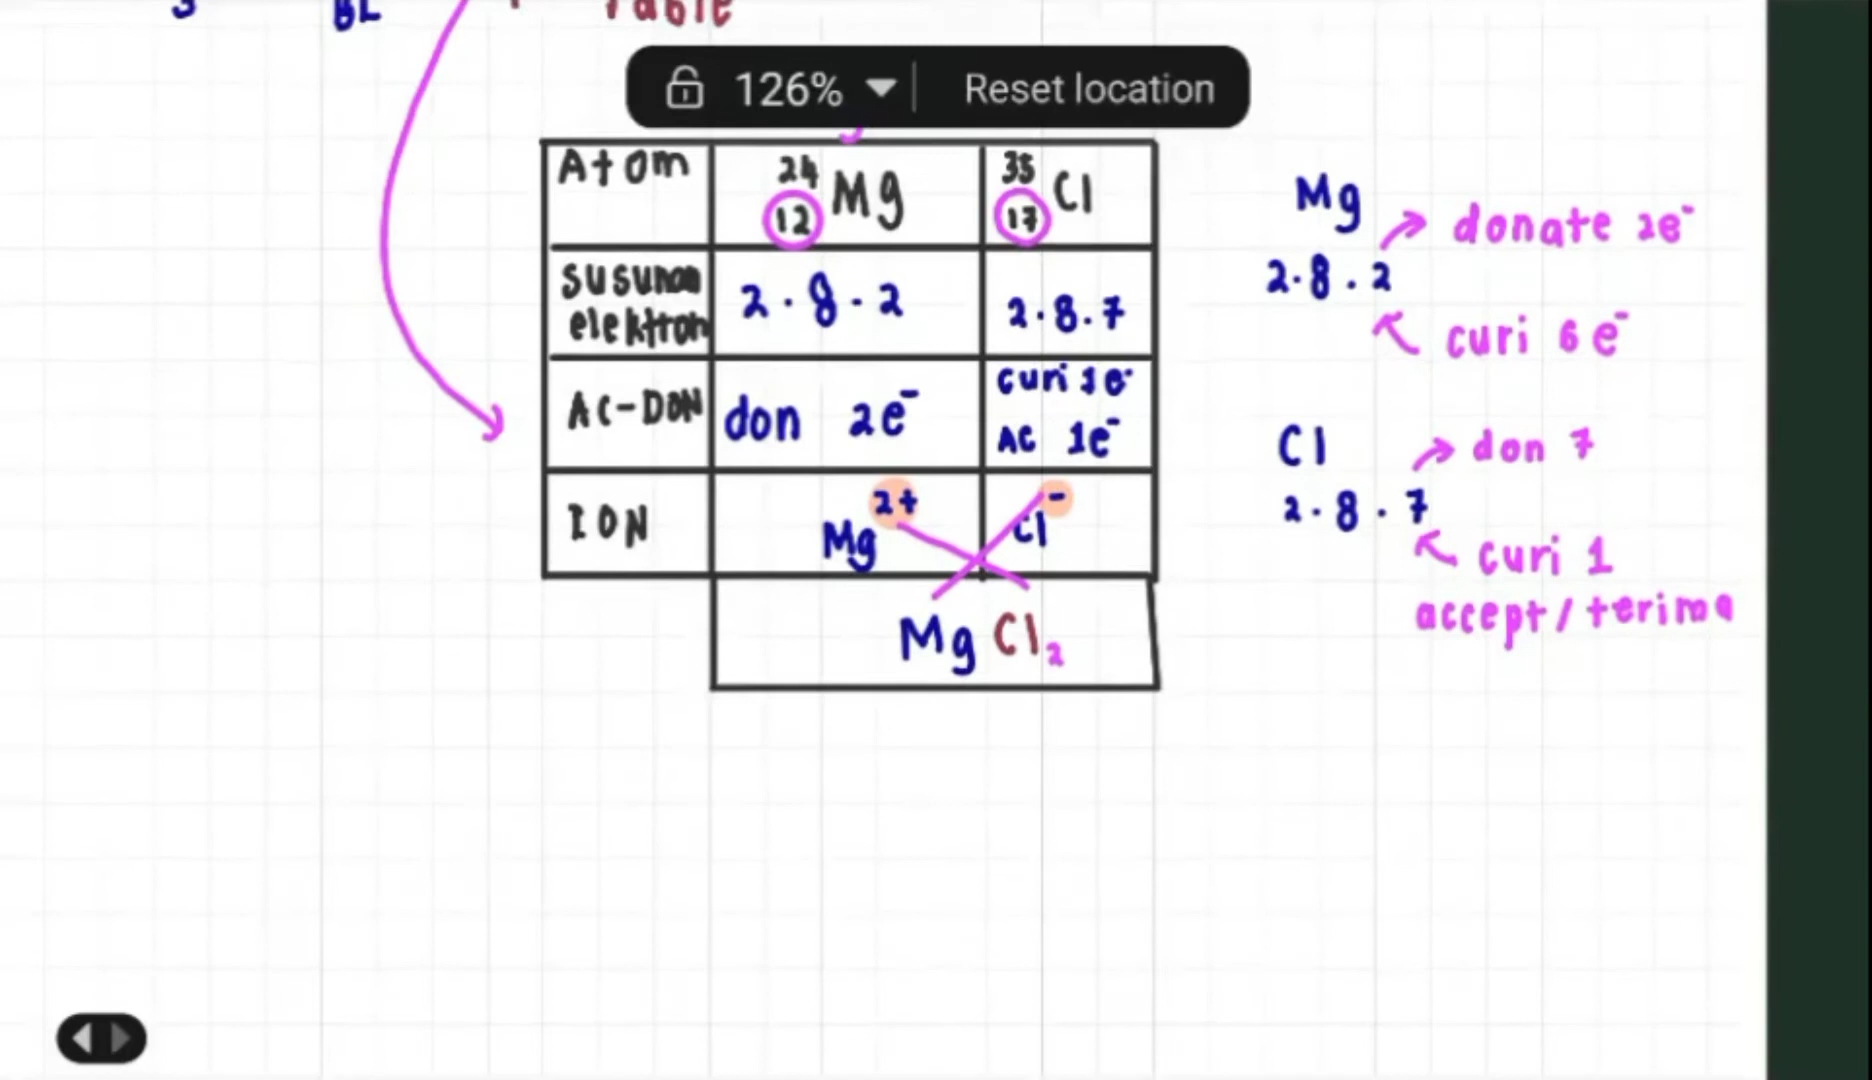 3 BL Table
126% Reset location
Atom 24 12 Mg 35 17 Cl
susunan elektron 2.8.2 2.8.7
AC-DON don 2e⁻ curi 1e⁻
AC 1e⁻
ION Mg²⁺ Cl⁻
MgCl₂
Mg
donate 2e⁻
2.8.2
curi 6e⁻
Cl
don 7
2.8.7
curi 1
accept/terima